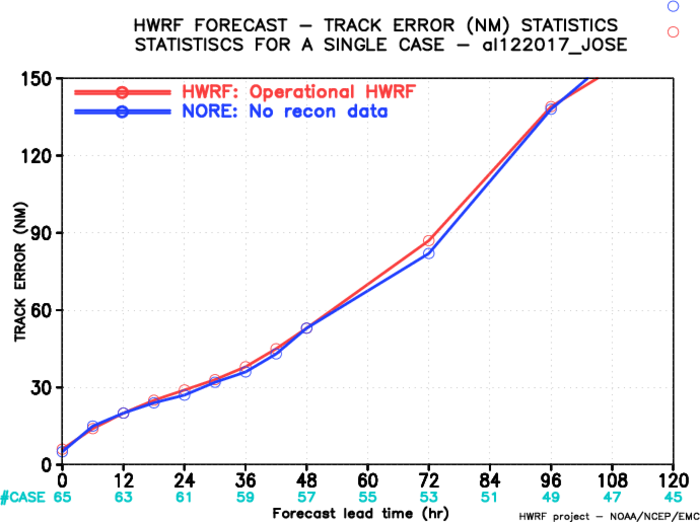 HWRF FORECAST – TRACK ERROR (NM) STATISTICS
STATISTISCS FOR A SINGLE CASE – al122017_JOSE
HWRF: Operational HWRF
NORE: No recon data
TRACK ERROR (NM)
150
120
90
60
30
0
0 12 24 36 48 60 72 84 96 108 120
#CASE 65 63 61 59 57 55 53 51 49 47 45
Forecast lead time (hr)
HWRF project – NOAA/NCEP/EMC